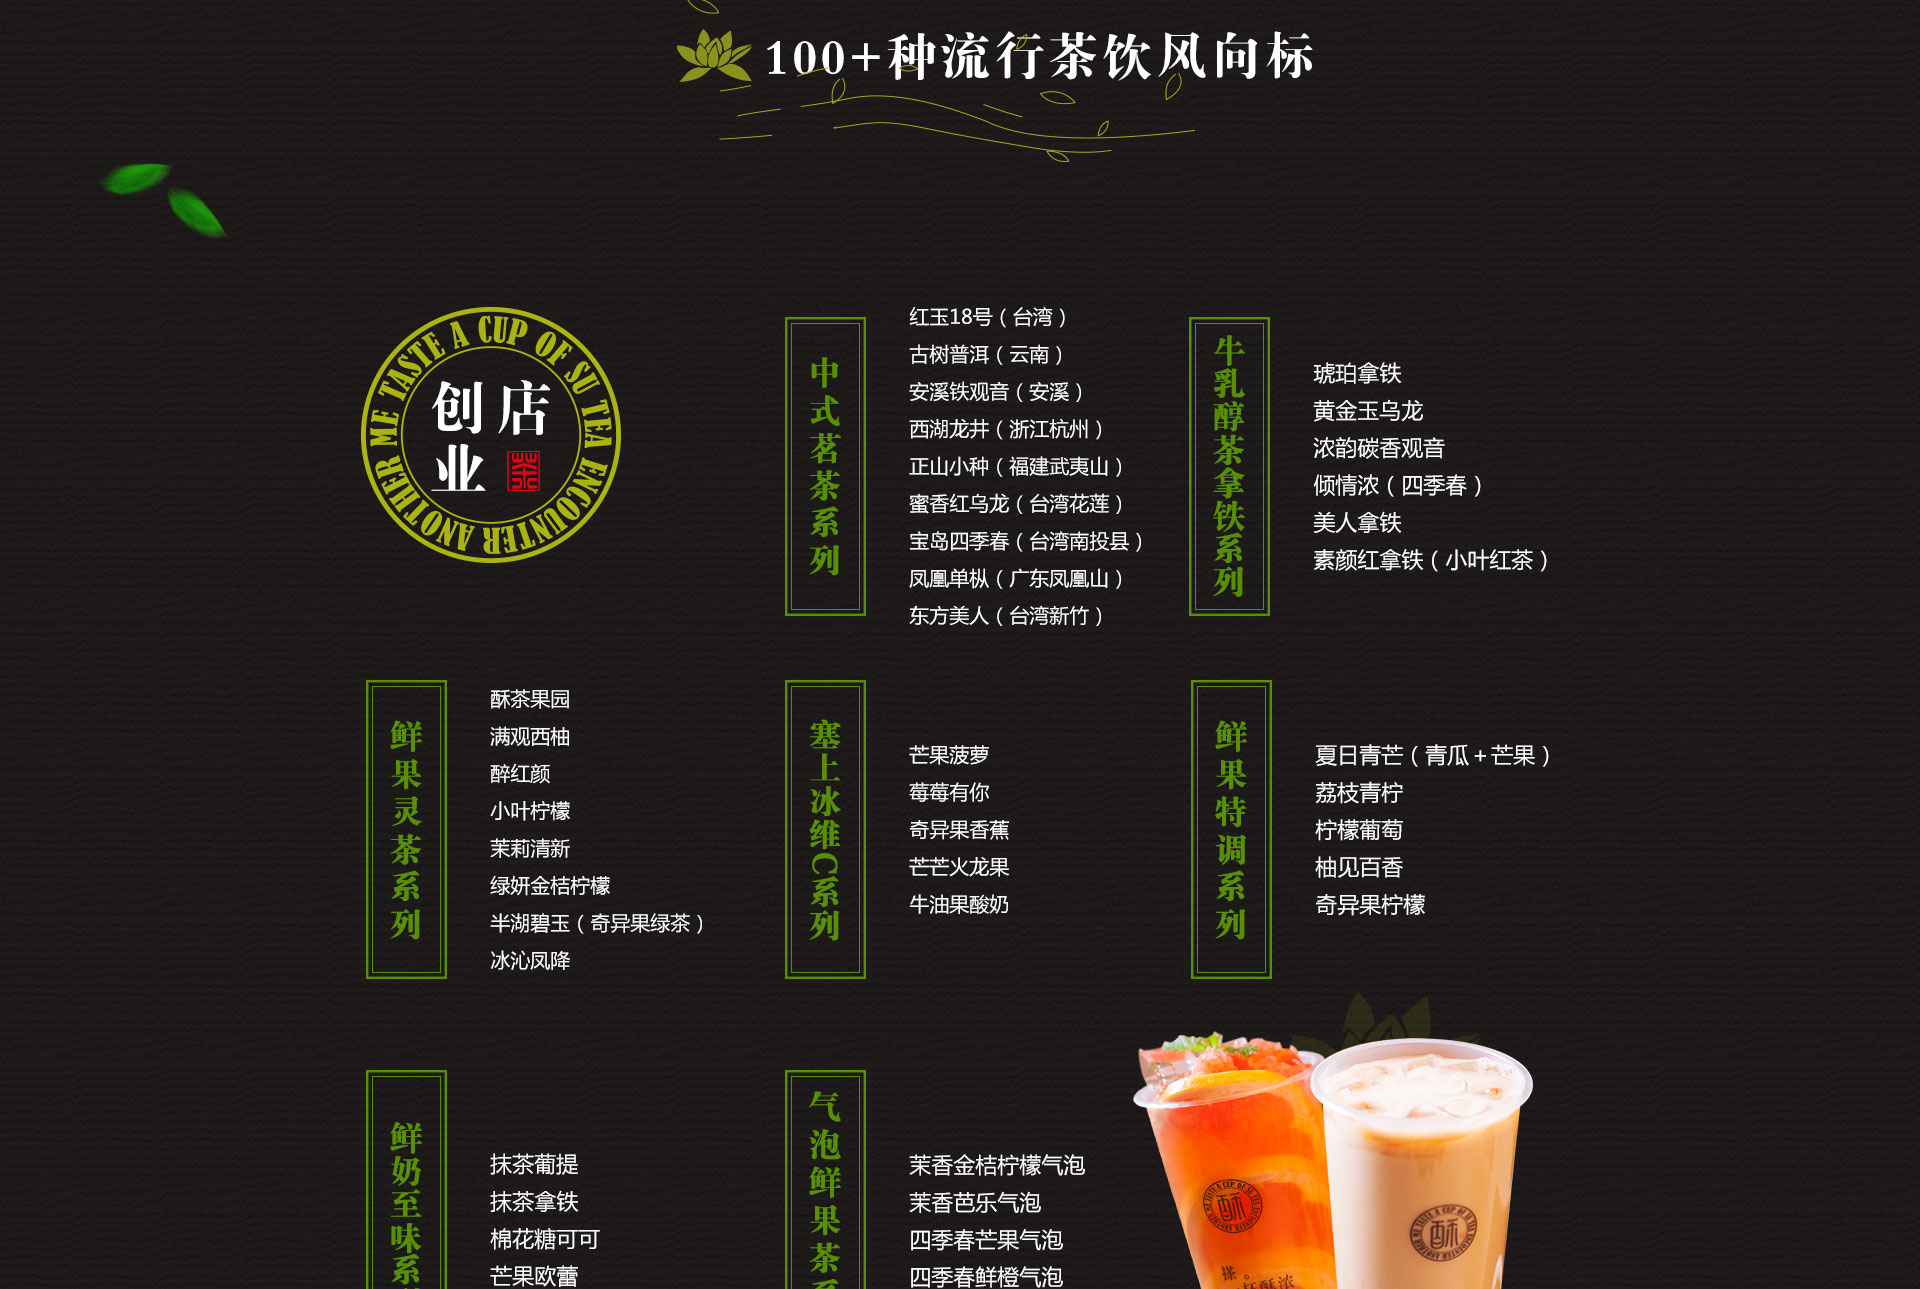 100+种流行茶饮风向标
ME TASTE A CUP OF SU TEA ENCOUNTER ANOTHER
创店
业茶
中式茗茶系列
红玉18号（台湾）
古树普洱（云南）
安溪铁观音（安溪）
西湖龙井（浙江杭州）
正山小种（福建武夷山）
蜜香红乌龙（台湾花莲）
宝岛四季春（台湾南投县）
凤凰单枞（广东凤凰山）
东方美人（台湾新竹）
牛乳醇茶拿铁系列
琥珀拿铁
黄金玉乌龙
浓韵碳香观音
倾情浓（四季春）
美人拿铁
素颜红拿铁（小叶红茶）
鲜果灵茶系列
酥茶果园
满观西柚
醉红颜
小叶柠檬
茉莉清新
绿妍金桔柠檬
半湖碧玉（奇异果绿茶）
冰沁凤降
塞上冰维C系列
芒果菠萝
莓莓有你
奇异果香蕉
芒芒火龙果
牛油果酸奶
鲜果特调系列
夏日青芒（青瓜+芒果）
荔枝青柠
柠檬葡萄
柚见百香
奇异果柠檬
鲜奶至味系
抹茶葡提
抹茶拿铁
棉花糖可可
芒果欧蕾
气泡鲜果茶系
茉香金桔柠檬气泡
茉香芭乐气泡
四季春芒果气泡
四季春鲜橙气泡
酥
酥